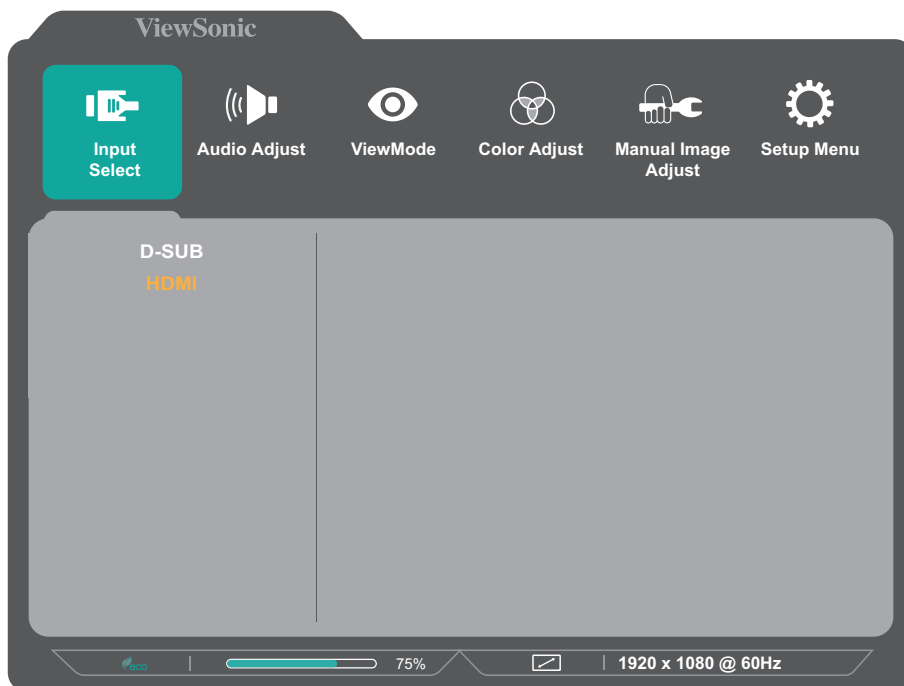 ViewSonic
Input
Select
Audio Adjust
ViewMode
Color Adjust
Manual Image
Adjust
Setup Menu
D-SUB
HDMI
eco
75%
1920 x 1080 @ 60Hz